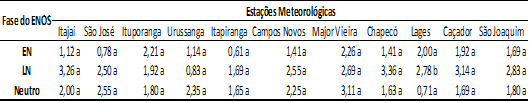 Fase do ENOS Estações Meteorológicas
Itajaí São José Ituporanga Urussanga Itapiranga Campos Novos Major Vieira Chapecó Lages Caçador São Joaquim
EN 1,12 a 0,78 a 2,21 a 1,14 a 0,61 a 1,41 a 2,26 a 1,41 a 2,00 a 1,92 a 1,69 a
LN 3,26 a 2,50 a 1,92 a 0,83 a 1,69 a 2,55 a 2,69 a 3,36 a 2,78 b 3,14 a 2,83 a
Neutro 2,00 a 2,55 a 1,80 a 2,35 a 1,65 a 2,25 a 3,11 a 1,63 a 0,71 a 1,69 a 1,80 a